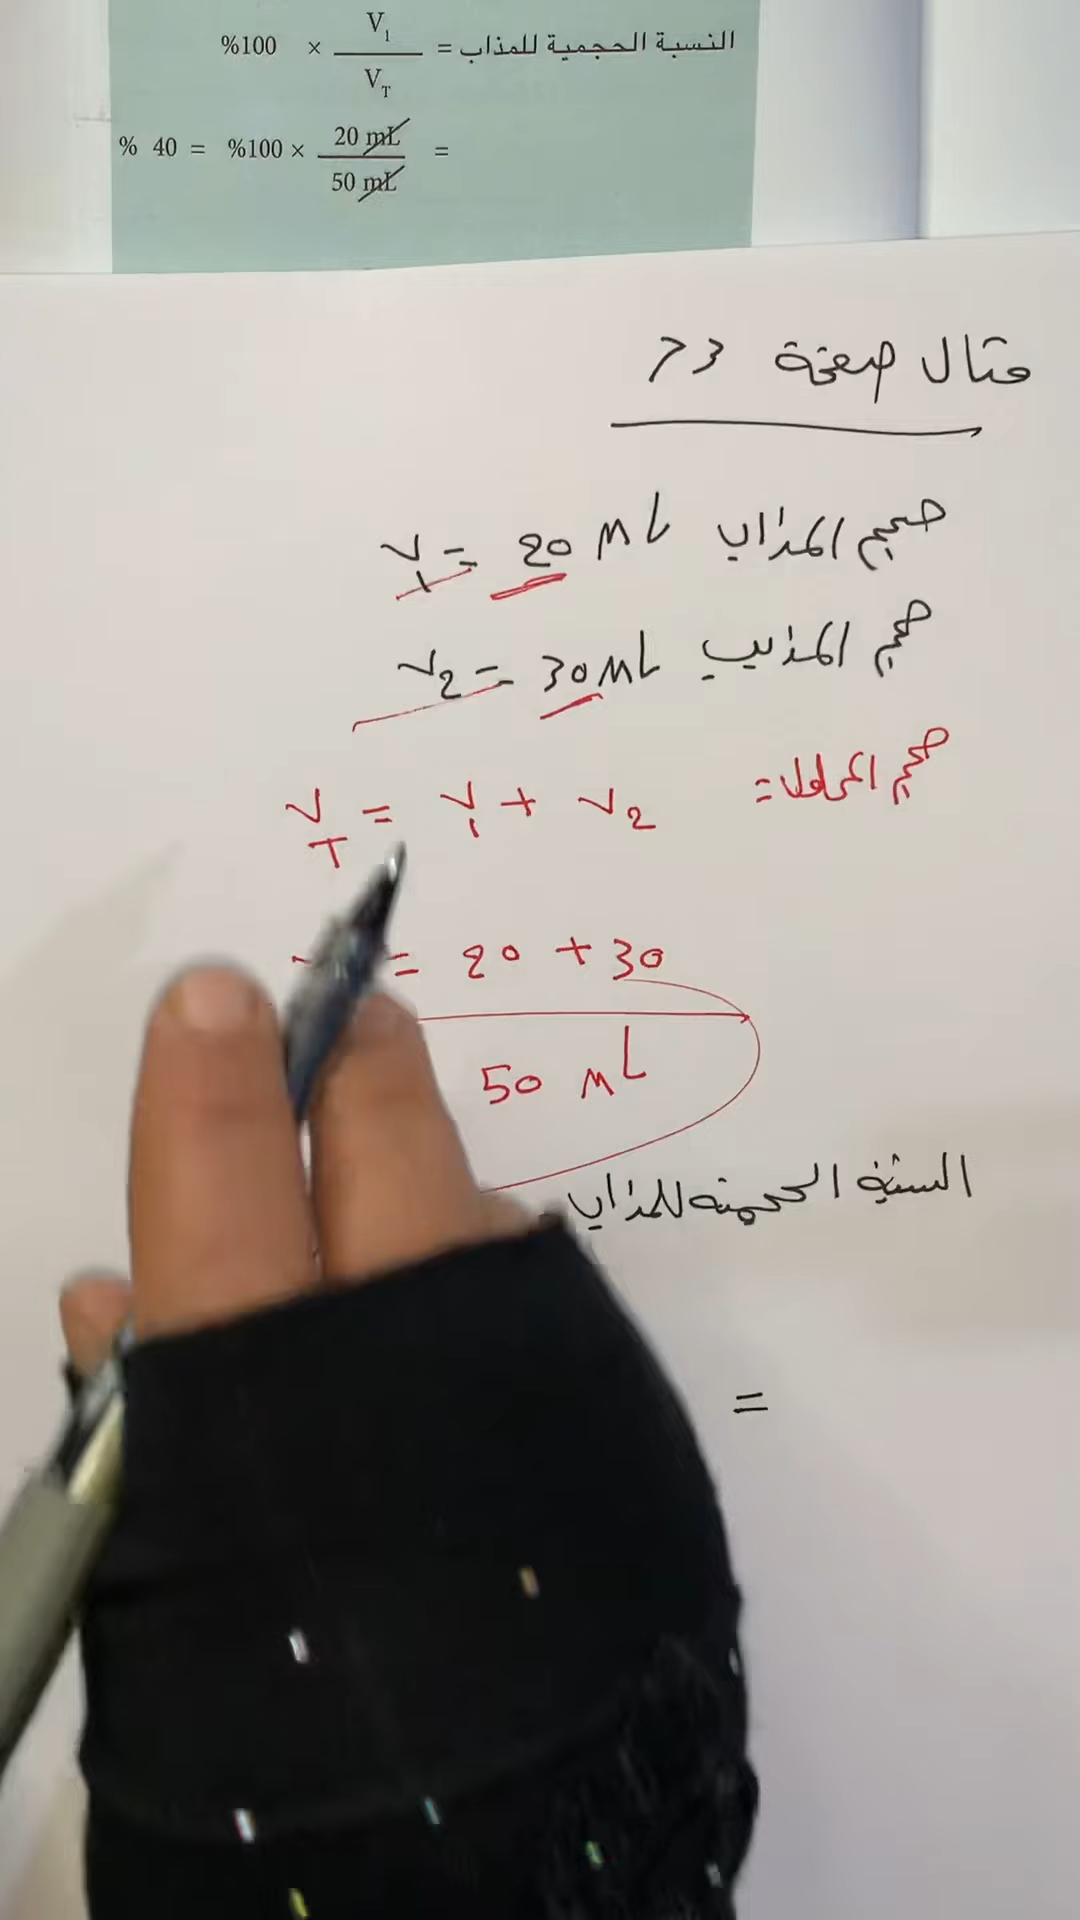 النسبة الحجمية للمذاب = V₁ / V_T × 100%
= 20 mL / 50 mL × 100% = 40 %
مثال صفحة 73
حجم المذاب V₁ = 20 mL
حجم المذيب V₂ = 30 mL
حجم المحلول = V_T = V₁ + V₂
= 20 + 30
50 mL
النسبة الحجمية للمذاب
=